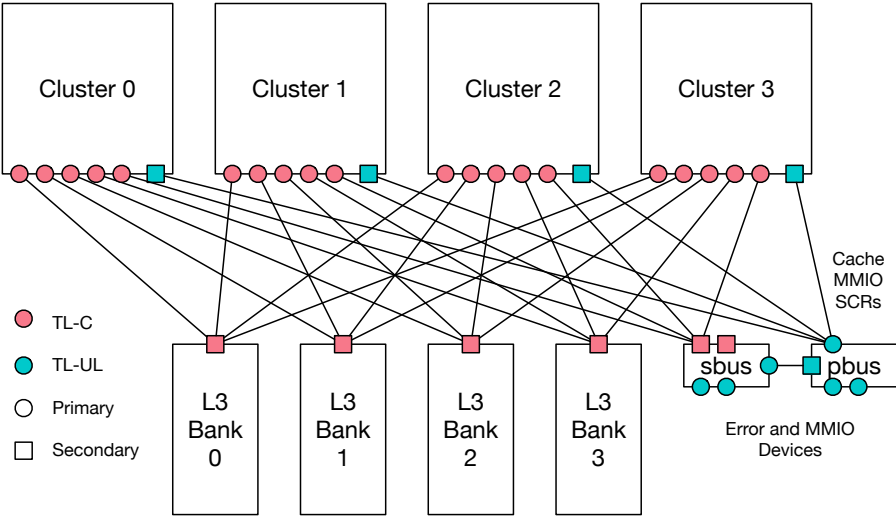 Cluster 0
Cluster 1
Cluster 2
Cluster 3
Cache
MMIO
SCRs
TL-C
TL-UL
Primary
Secondary
L3
Bank
0
L3
Bank
1
L3
Bank
2
L3
Bank
3
sbus
pbus
Error and MMIO
Devices